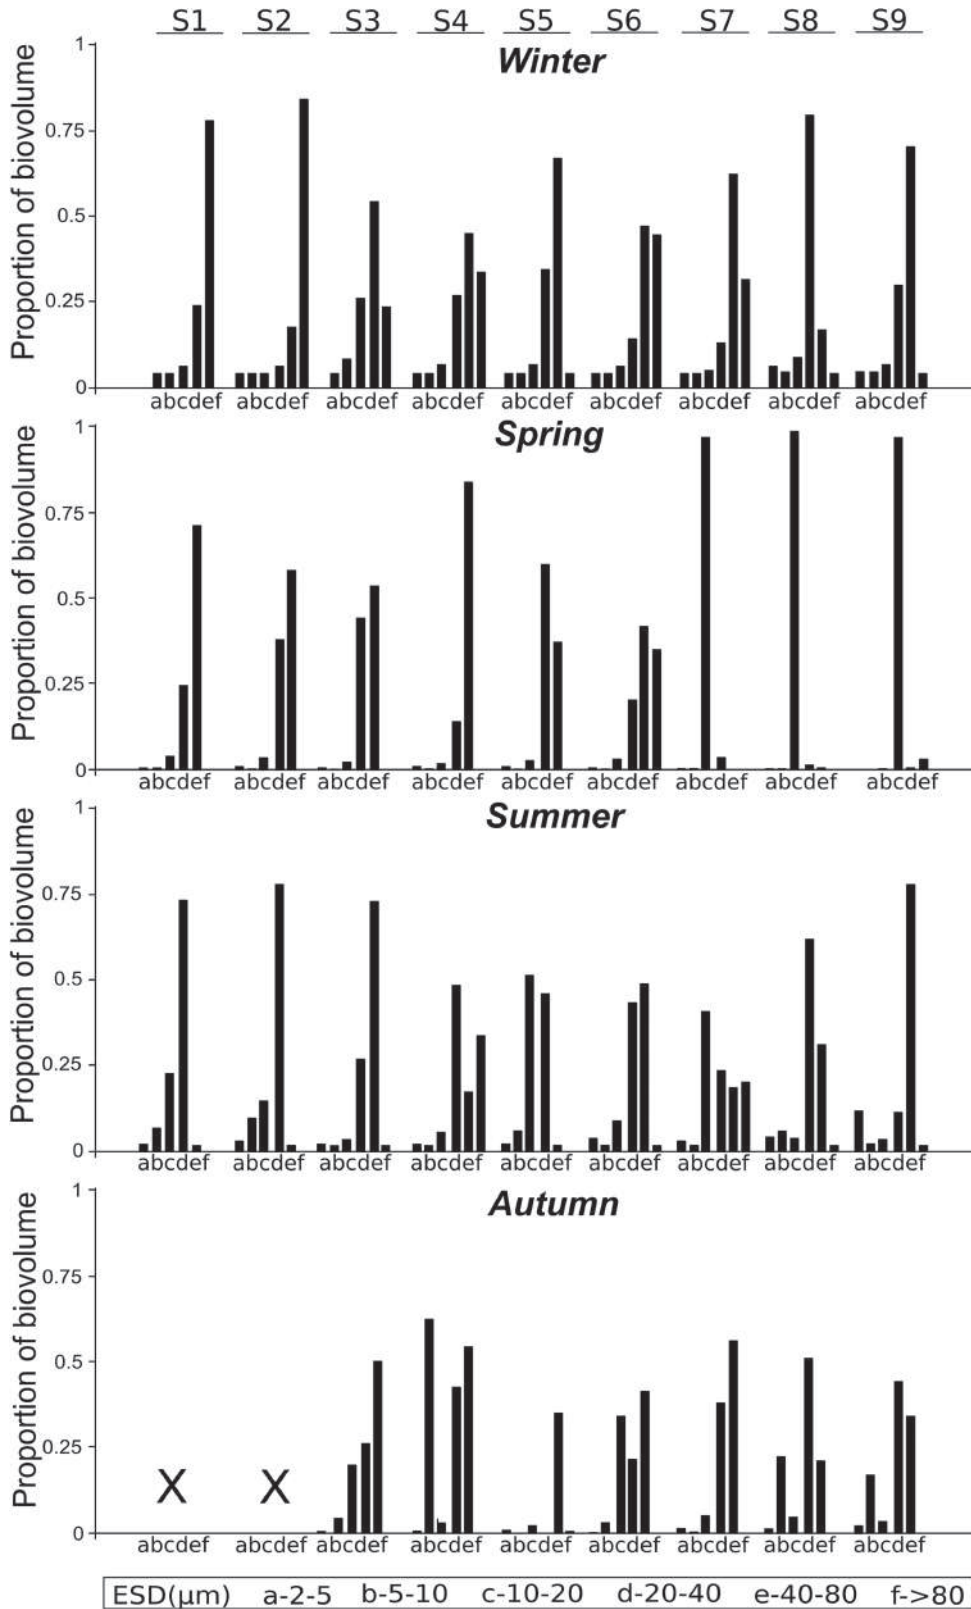 S1 S2 S3 S4 S5 S6 S7 S8 S9
Winter
Proportion of biovolume
1
0.75
0.5
0.25
0
abcdef abcdef abcdef abcdef abcdef abcdef abcdef abcdef abcdef
Spring
Proportion of biovolume
1
0.75
0.5
0.25
0
abcdef abcdef abcdef abcdef abcdef abcdef abcdef abcdef abcdef
Summer
Proportion of biovolume
1
0.75
0.5
0.25
0
abcdef abcdef abcdef abcdef abcdef abcdef abcdef abcdef abcdef
Autumn
Proportion of biovolume
1
0.75
0.5
0.25
0
X X
abcdef abcdef abcdef abcdef abcdef abcdef abcdef abcdef abcdef
ESD(µm) a-2-5 b-5-10 c-10-20 d-20-40 e-40-80 f->80